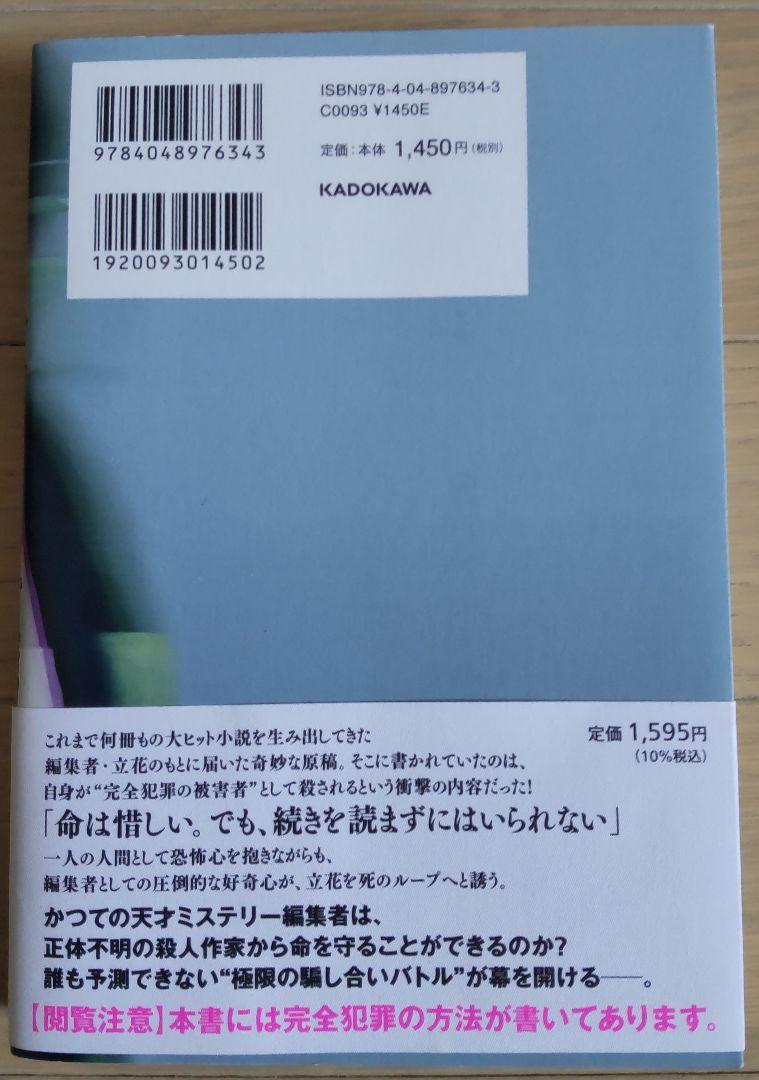 ISBN978-4-04-897634-3
C0093 ¥1450E
9784048976343
定価:本体 1,450円(税別)
KADOKAWA
1920093014502
これまで何冊もの大ヒット小説を生み出してきた
編集者・立花のもとに届いた奇妙な原稿。そこに書かれていたのは、
自身が“完全犯罪の被害者”として殺されるという衝撃の内容だった!
「命は惜しい。でも、続きを読まずにはいられない」
一人の人間として恐怖心を抱きながらも、
編集者としての圧倒的な好奇心が、立花を死のループへと誘う。
かつての天才ミステリー編集者は、
正体不明の殺人作家から命を守ることができるのか?
誰も予測できない“極限の騙し合いバトル”が幕を開ける──。
【閲覧注意】本書には完全犯罪の方法が書いてあります。
定価 1,595円
(10%税込)